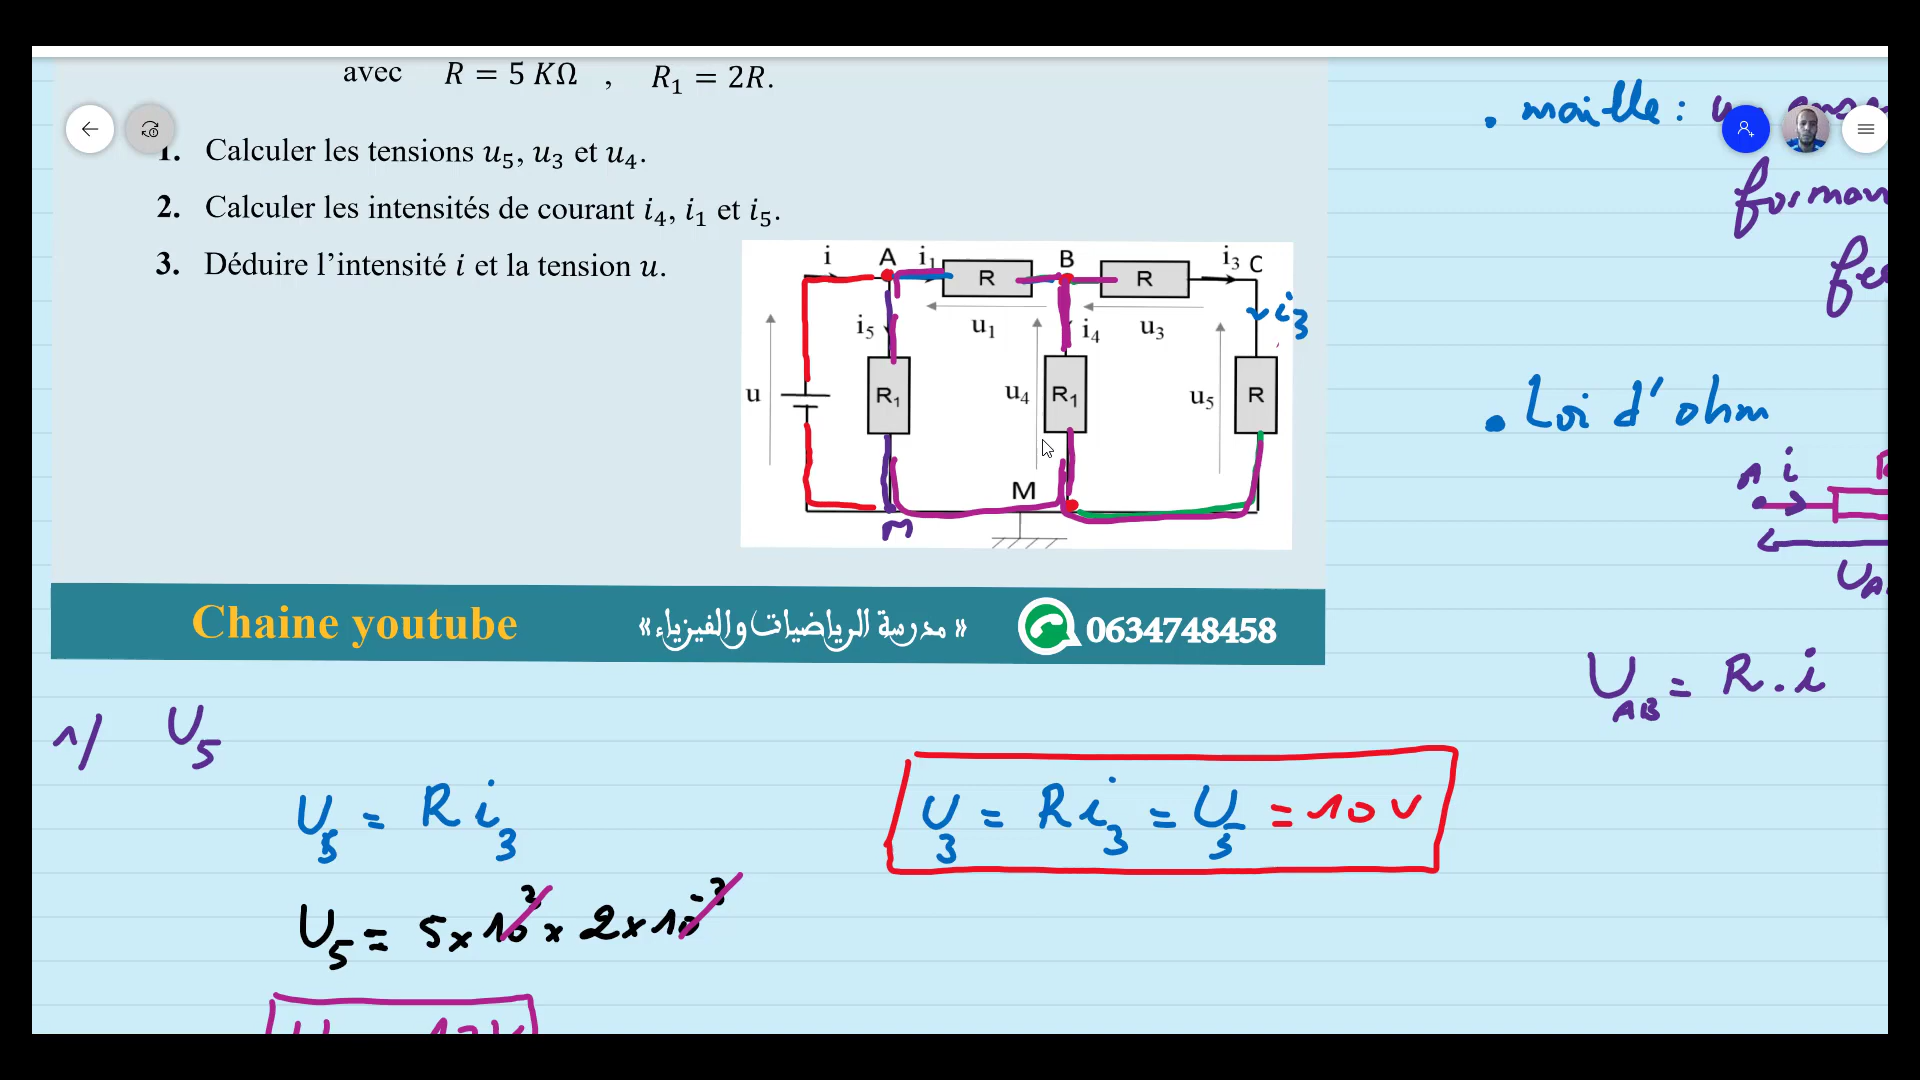 avec R = 5 KΩ , R₁ = 2R.
1. Calculer les tensions u₅, u₃ et u₄.
2. Calculer les intensités de courant i₄, i₁ et i₅.
3. Déduire l’intensité i et la tension u.
i A i₁ R B R i₃ C
i₃
i₅ u₁ i₄ u₃
u R₁ u₄ R₁ u₅ R
M
M
Chaine youtube « مدرسة الرياضيات والفيزياء » 0634748458
. maille :
. Loi d'ohm
A i
U_AB = R . i
1/ U₅
U₅ = R i₃
U₃ = R i₃ = U₅ = 10 V
U₅ = 5 × 10³ × 2 × 10⁻³